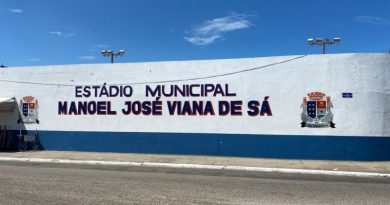 ESTÁDIO MUNICIPAL
MANOEL JOSÉ VIANA DE SÁ